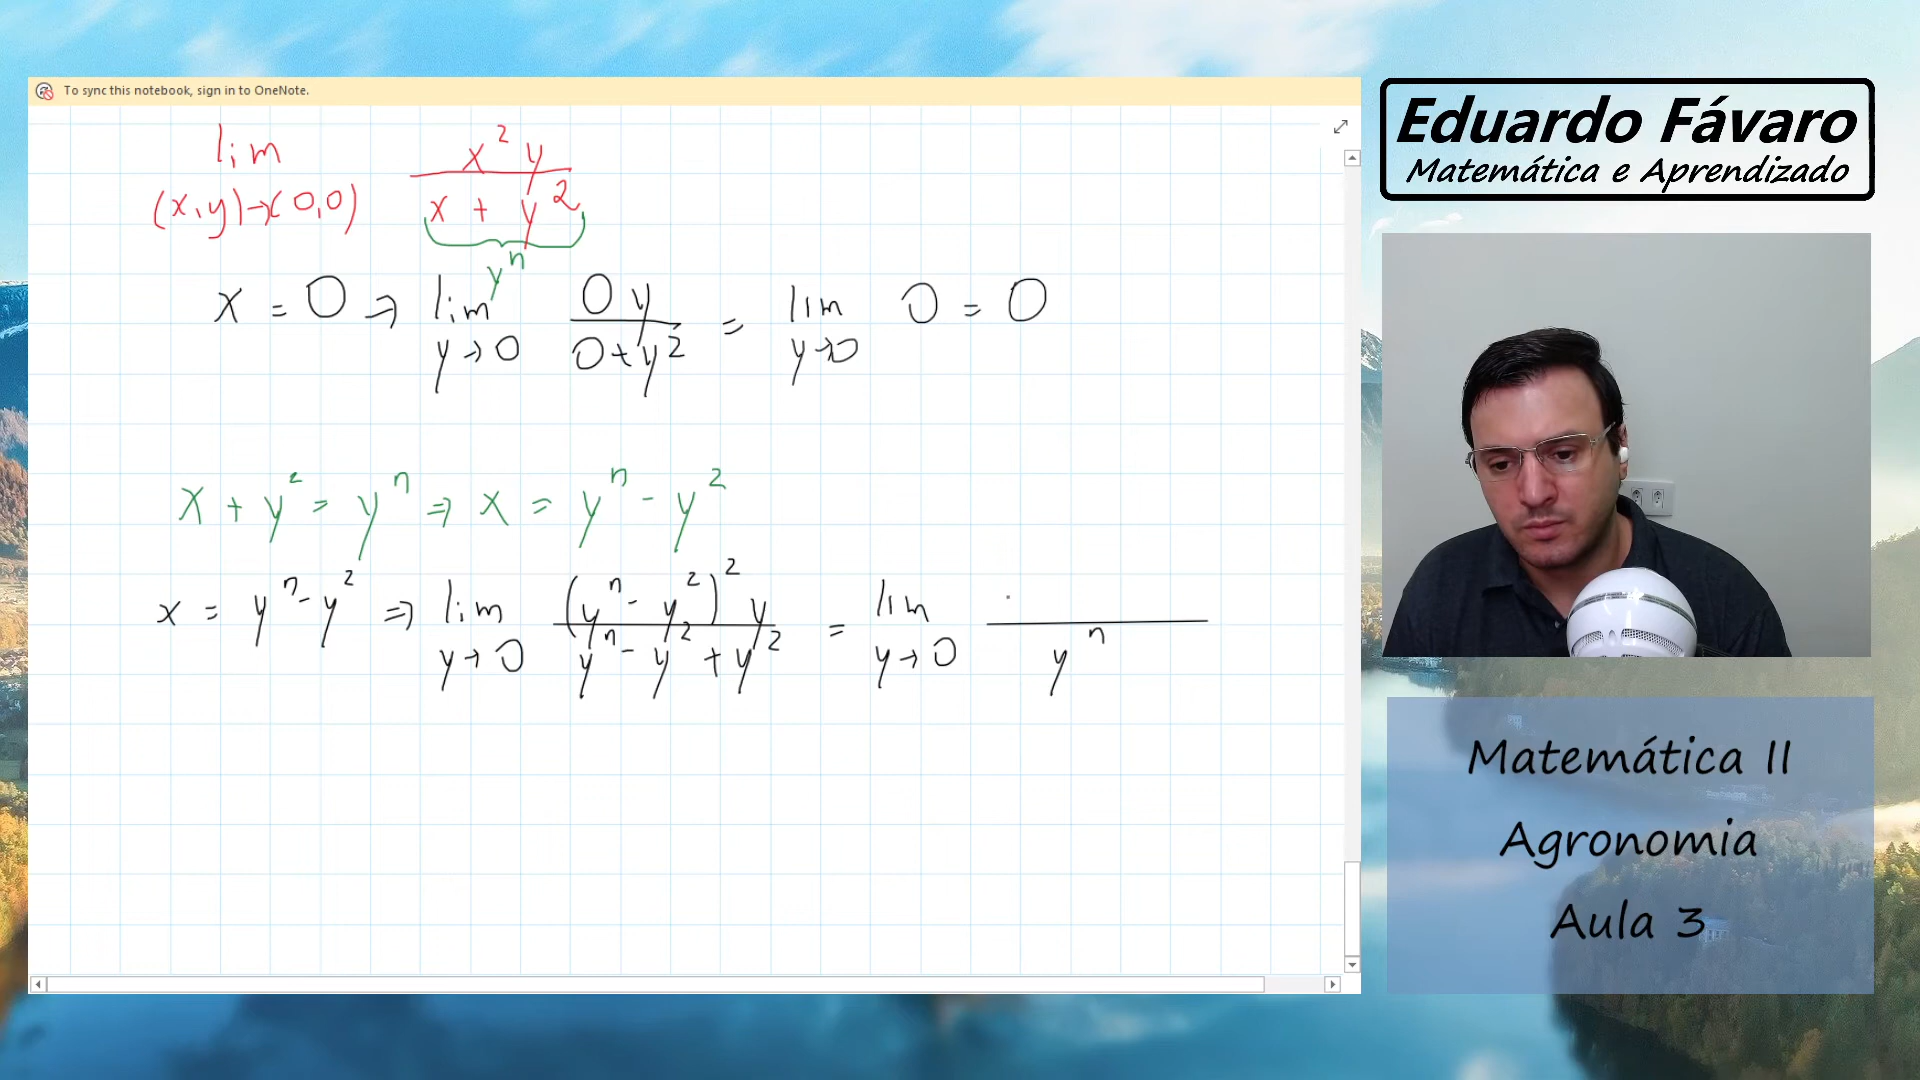 To sync this notebook, sign in to OneNote.
lim x² y
(x,y)→(0,0) x + y²
yⁿ
x = 0 ⇒ lim 0 y = lim 0 = 0
y→0 0+y² y→0
x + y² = yⁿ ⇒ x = yⁿ - y²
x = yⁿ - y² ⇒ lim (yⁿ - y²)² y = lim
y→0 yⁿ - y² + y² y→0 yⁿ
Eduardo Fávaro
Matemática e Aprendizado
Matemática II
Agronomia
Aula 3